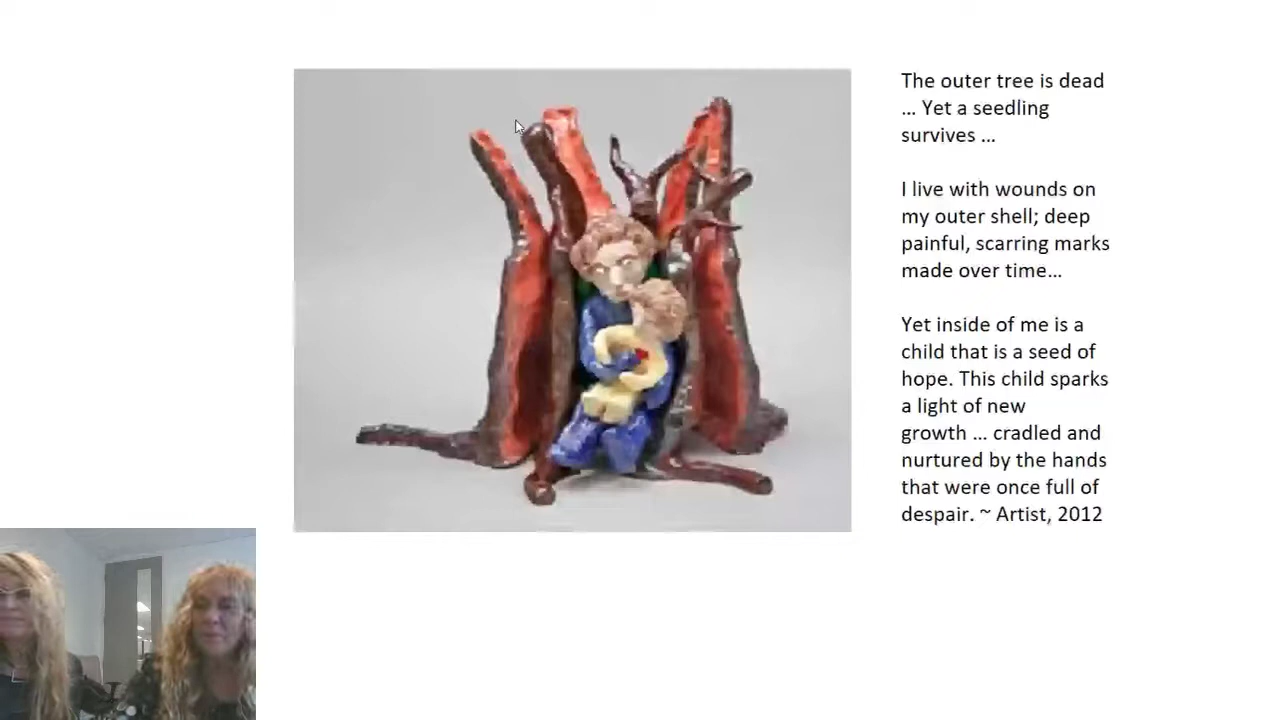 The outer tree is dead
... Yet a seedling
survives ...
I live with wounds on
my outer shell; deep
painful, scarring marks
made over time...
Yet inside of me is a
child that is a seed of
hope. This child sparks
a light of new
growth ... cradled and
nurtured by the hands
that were once full of
despair. ~ Artist, 2012